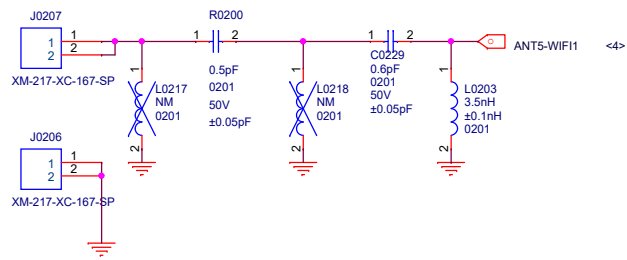 J0207
1
2
1
2
XM-217-XC-167-SP
R0200
1
2
0.5pF
0201
50V
±0.05pF
1
2
C0229
0.6pF
0201
50V
±0.05pF
ANT5-WIFI1
<4>
1
L0217
NM
0201
2
1
L0218
NM
0201
2
1
L0203
3.5nH
±0.1nH
0201
2
J0206
1
2
1
2
XM-217-XC-167-SP